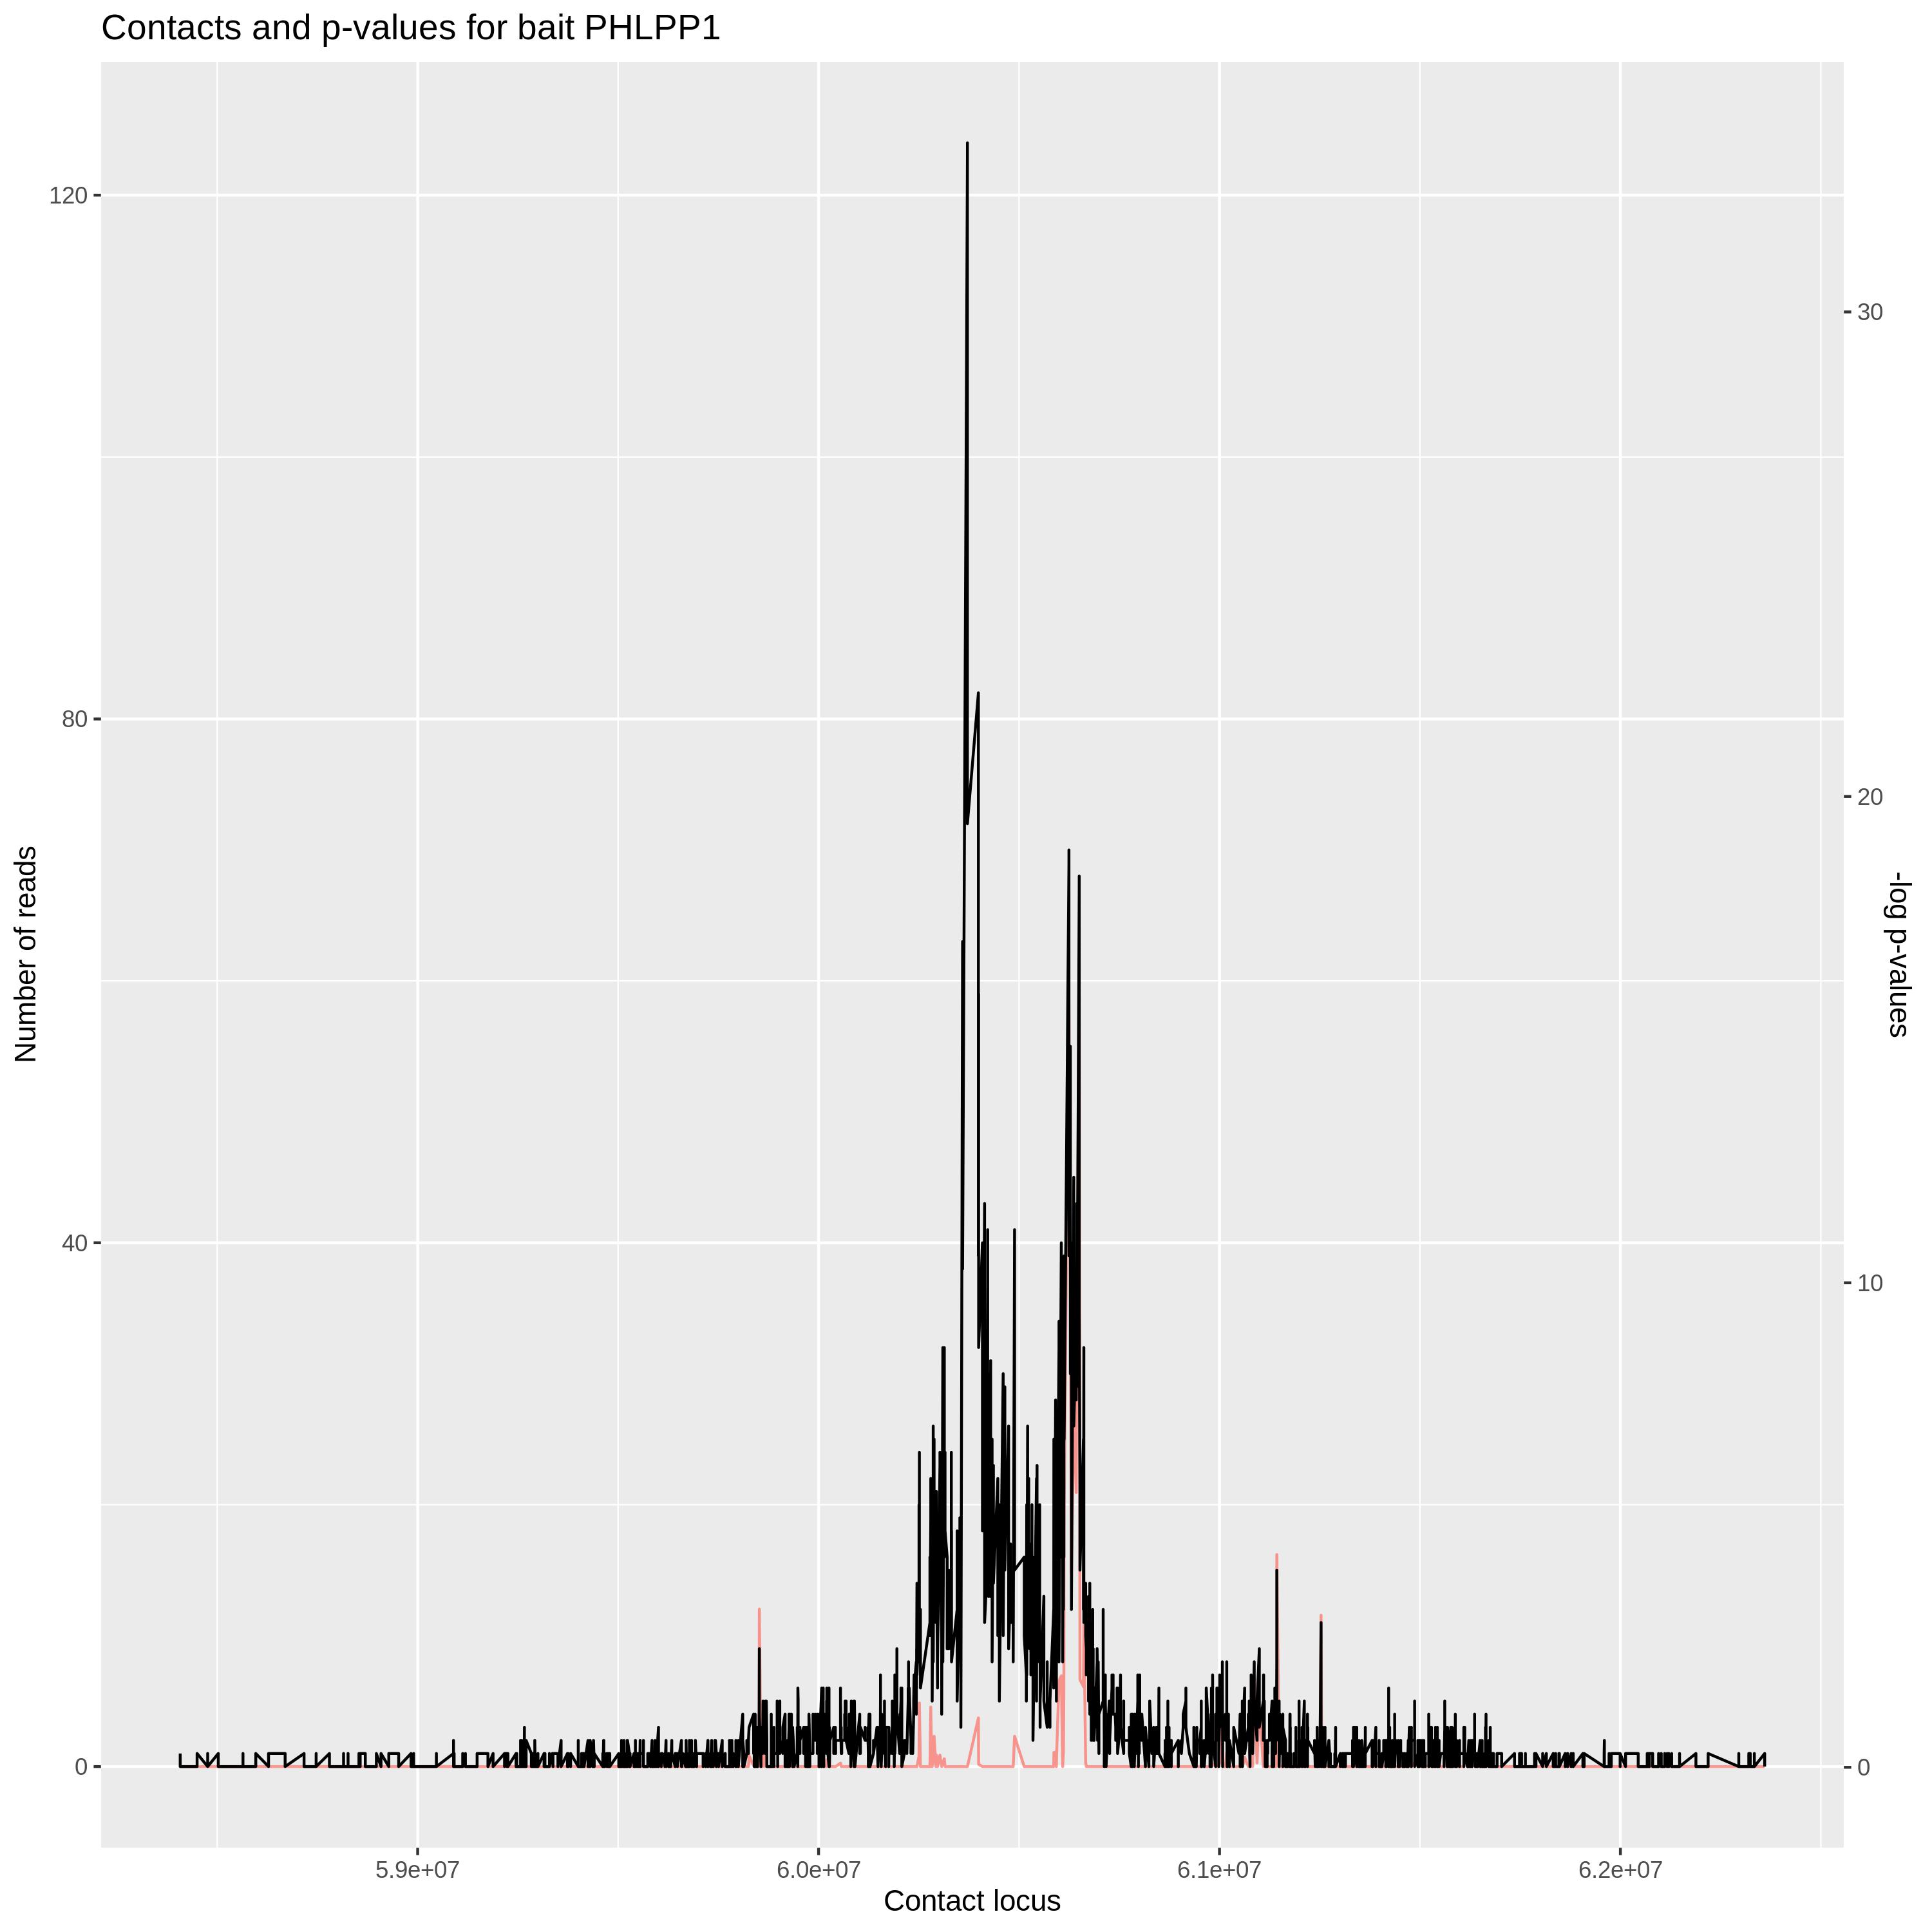 Contacts and p-values for bait PHLPP1
120
80
40
0
Number of reads
30
20
10
0
-log p-values
5.9e+07
6.0e+07
6.1e+07
6.2e+07
Contact locus